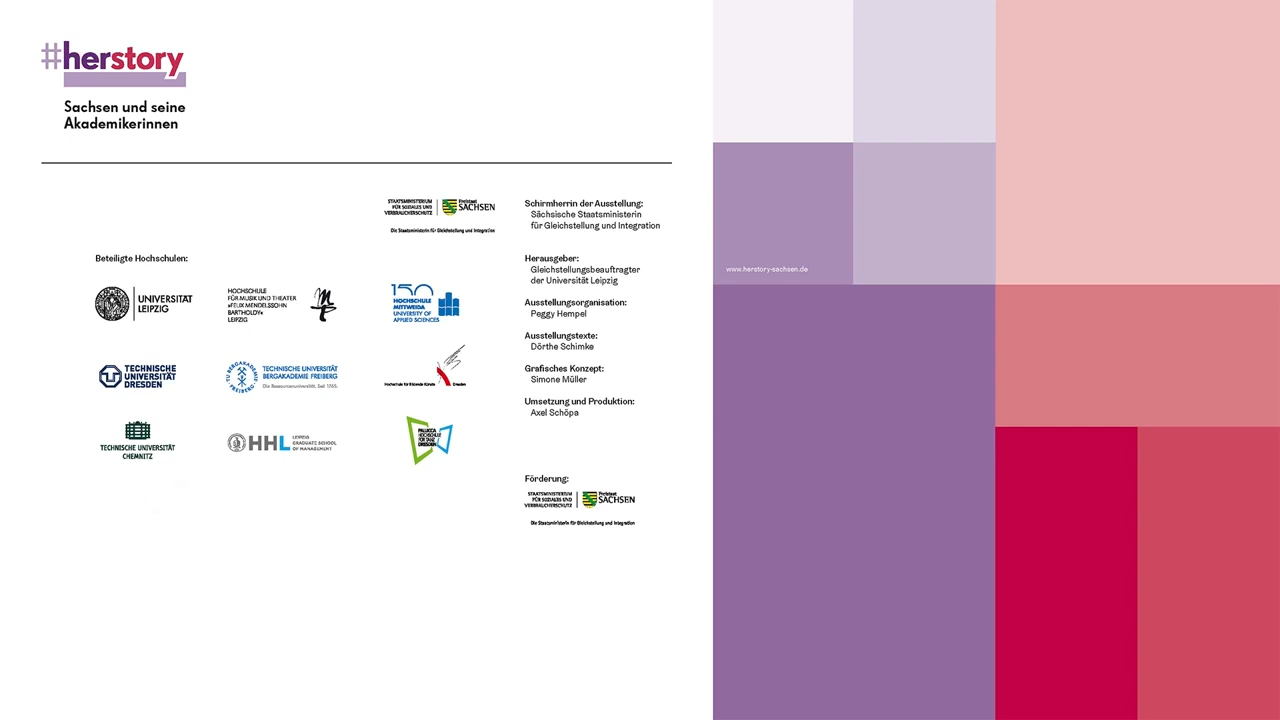 #herstory
Sachsen und seine
Akademikerinnen
STAATSMINISTERIUM
FÜR SOZIALES UND
VERBRAUCHERSCHUTZ
Freistaat
SACHSEN
Die Staatsministerin für Gleichstellung und Integration
Schirmherrin der Ausstellung:
Sächsische Staatsministerin
für Gleichstellung und Integration
Beteiligte Hochschulen:
UNIVERSITÄT
LEIPZIG
HOCHSCHULE
FÜR MUSIK UND THEATER
»FELIX MENDELSSOHN
BARTHOLDY«
LEIPZIG
150
HOCHSCHULE
MITTWEIDA
UNIVERSITY OF
APPLIED SCIENCES
TECHNISCHE
UNIVERSITÄT
DRESDEN
TU BERGAKADEMIE
FREIBERG
TECHNISCHE UNIVERSITÄT
BERGAKADEMIE FREIBERG
Die Ressourcenuniversität. Seit 1765.
Hochschule für Bildende Künste Dresden
TECHNISCHE UNIVERSITÄT
CHEMNITZ
HHL
LEIPZIG
GRADUATE SCHOOL
OF MANAGEMENT
PALUCCA
HOCHSCHULE
FÜR TANZ
DRESDEN
Herausgeber:
Gleichstellungsbeauftragter
der Universität Leipzig
Ausstellungsorganisation:
Peggy Hempel
Ausstellungstexte:
Dörthe Schimke
Grafisches Konzept:
Simone Müller
Umsetzung und Produktion:
Axel Schöpa
Förderung:
STAATSMINISTERIUM
FÜR SOZIALES UND
VERBRAUCHERSCHUTZ
Freistaat
SACHSEN
Die Staatsministerin für Gleichstellung und Integration
www.herstory-sachsen.de